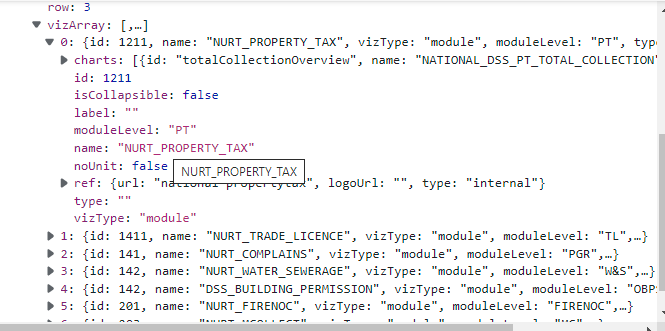 row: 3
vizArray: [,…]
0: {id: 1211, name: "NURT_PROPERTY_TAX", vizType: "module", moduleLevel: "PT", type
charts: [{id: "totalCollectionOverview", name: "NATIONAL_DSS_PT_TOTAL_COLLECTION"
id: 1211
isCollapsible: false
label: ""
moduleLevel: "PT"
name: "NURT_PROPERTY_TAX"
noUnit: false
NURT_PROPERTY_TAX
ref: {url: "national-propertytax", logoUrl: "", type: "internal"}
type: ""
vizType: "module"
1: {id: 1411, name: "NURT_TRADE_LICENCE", vizType: "module", moduleLevel: "TL",…}
2: {id: 141, name: "NURT_COMPLAINS", vizType: "module", moduleLevel: "PGR",…}
3: {id: 142, name: "NURT_WATER_SEWERAGE", vizType: "module", moduleLevel: "W&S",…}
4: {id: 142, name: "DSS_BUILDING_PERMISSION", vizType: "module", moduleLevel: "OBP
5: {id: 201, name: "NURT_FIRENOC", vizType: "module", moduleLevel: "FIRENOC",…}